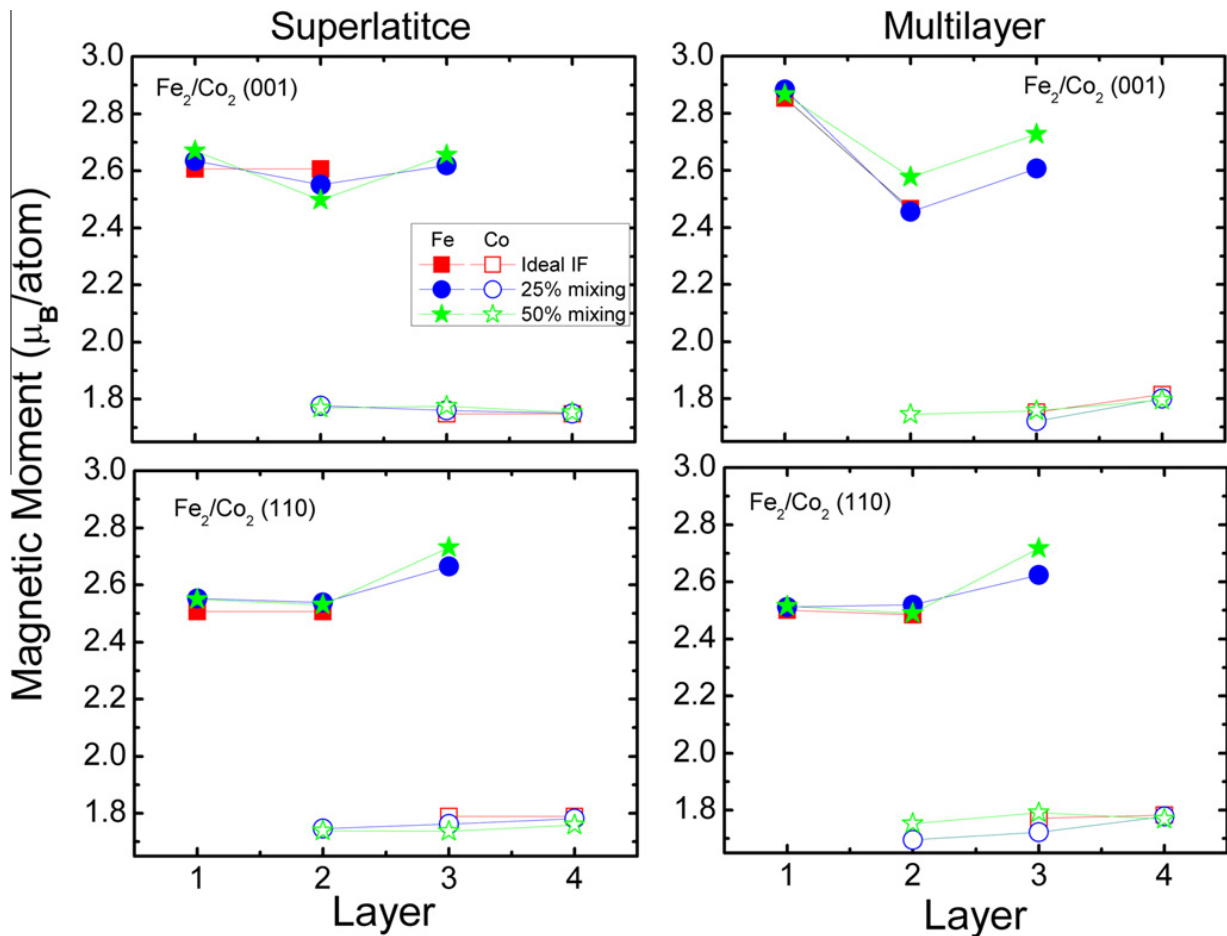 Superlatitce
Multilayer
Magnetic Moment (μB/atom)
3.0
2.8
2.6
2.4
2.2
2.0
1.8
Fe2/Co2 (001)
Fe Co
Ideal IF
25% mixing
50% mixing
3.0
2.8
2.6
2.4
2.2
2.0
1.8
Fe2/Co2 (001)
3.0
2.8
2.6
2.4
2.2
2.0
1.8
Fe2/Co2 (110)
1 2 3 4
Layer
3.0
2.8
2.6
2.4
2.2
2.0
1.8
Fe2/Co2 (110)
1 2 3 4
Layer